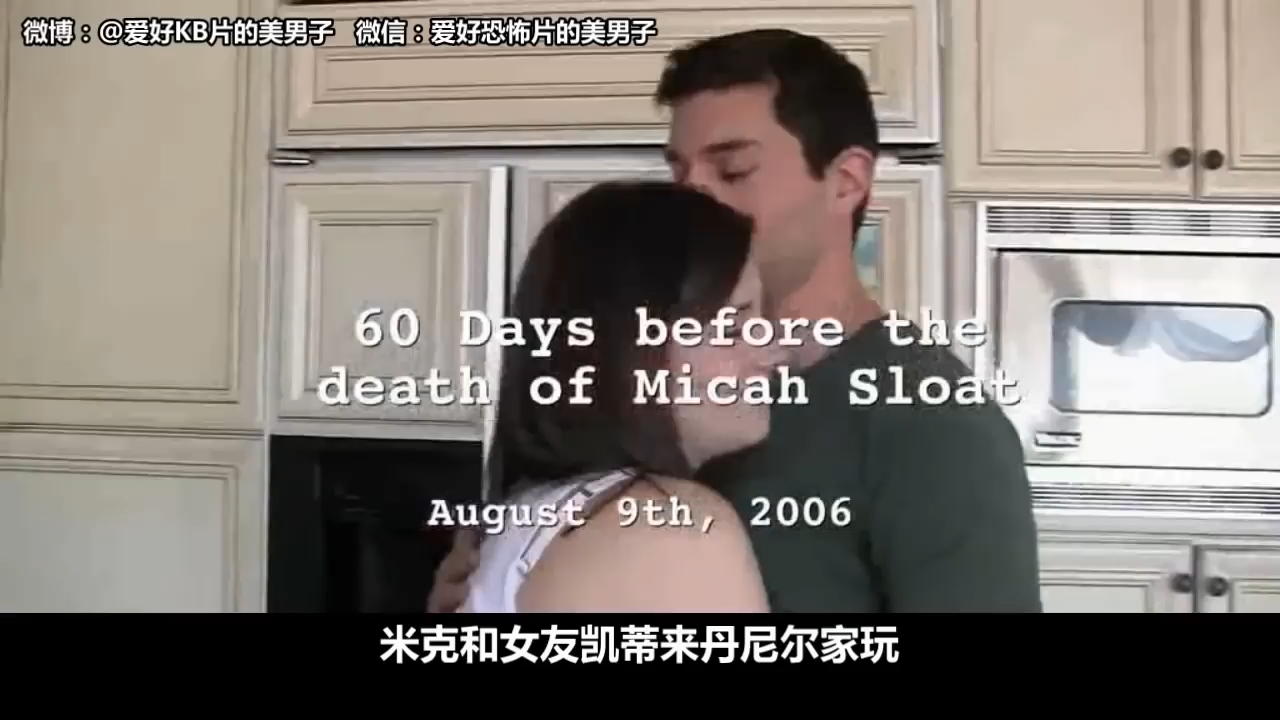 微博：@爱好KB片的美男子 微信：爱好恐怖片的美男子
60 Days before the
death of Micah Sloat
August 9th, 2006
米克和女友凯蒂来丹尼尔家玩